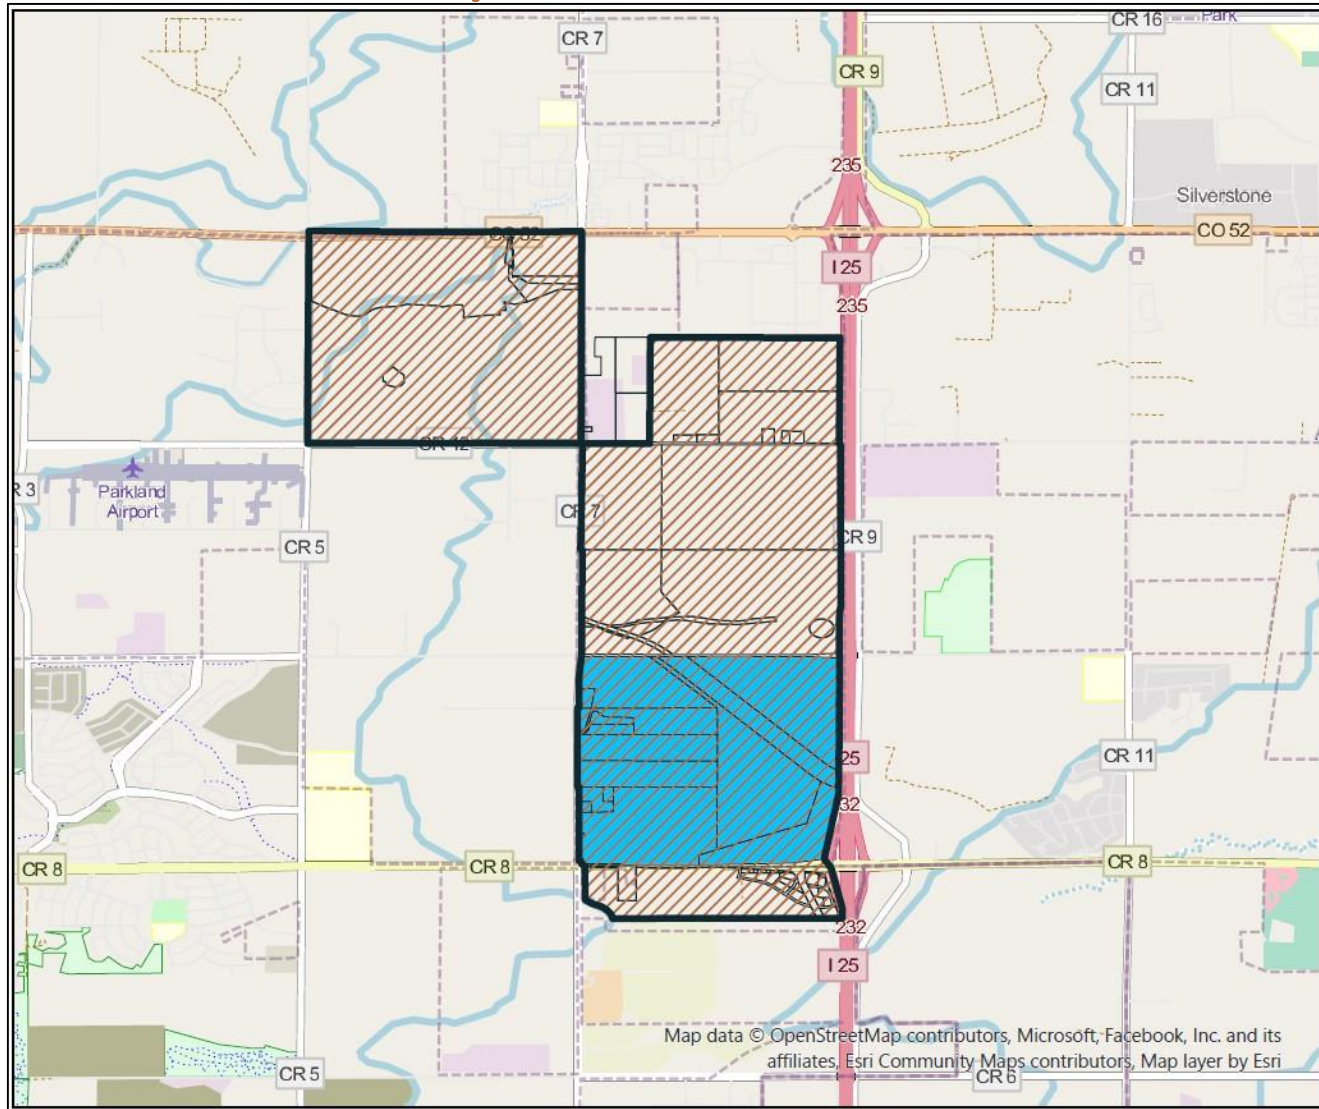 Park
CR 16
CR 7
CR 9
CR 11
235
Silverstone
CO 52
CO 52
I 25
235
CR 12
R 3
Parkland
Airport
CR 7
CR 9
CR 5
25
CR 11
32
CR 8
CR 8
CR 8
232
I 25
Map data © OpenStreetMap contributors, Microsoft, Facebook, Inc. and its
affiliates, Esri Community Maps contributors, Map layer by Esri
CR 5
CR 6